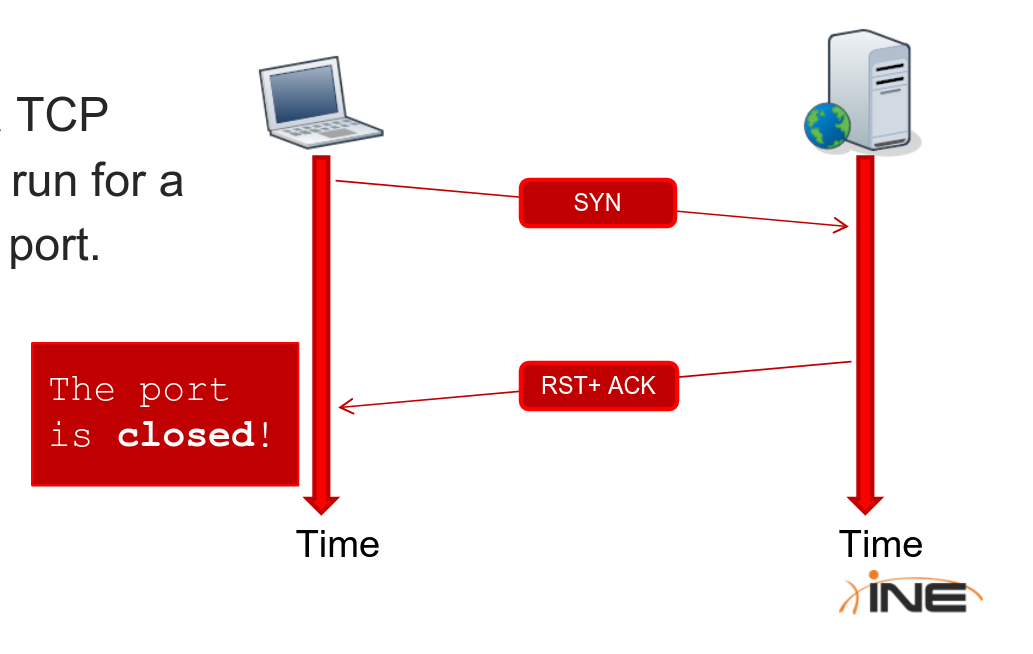 TCP
run for a
port.
SYN
RST+ ACK
The port
is closed!
Time
Time
INE